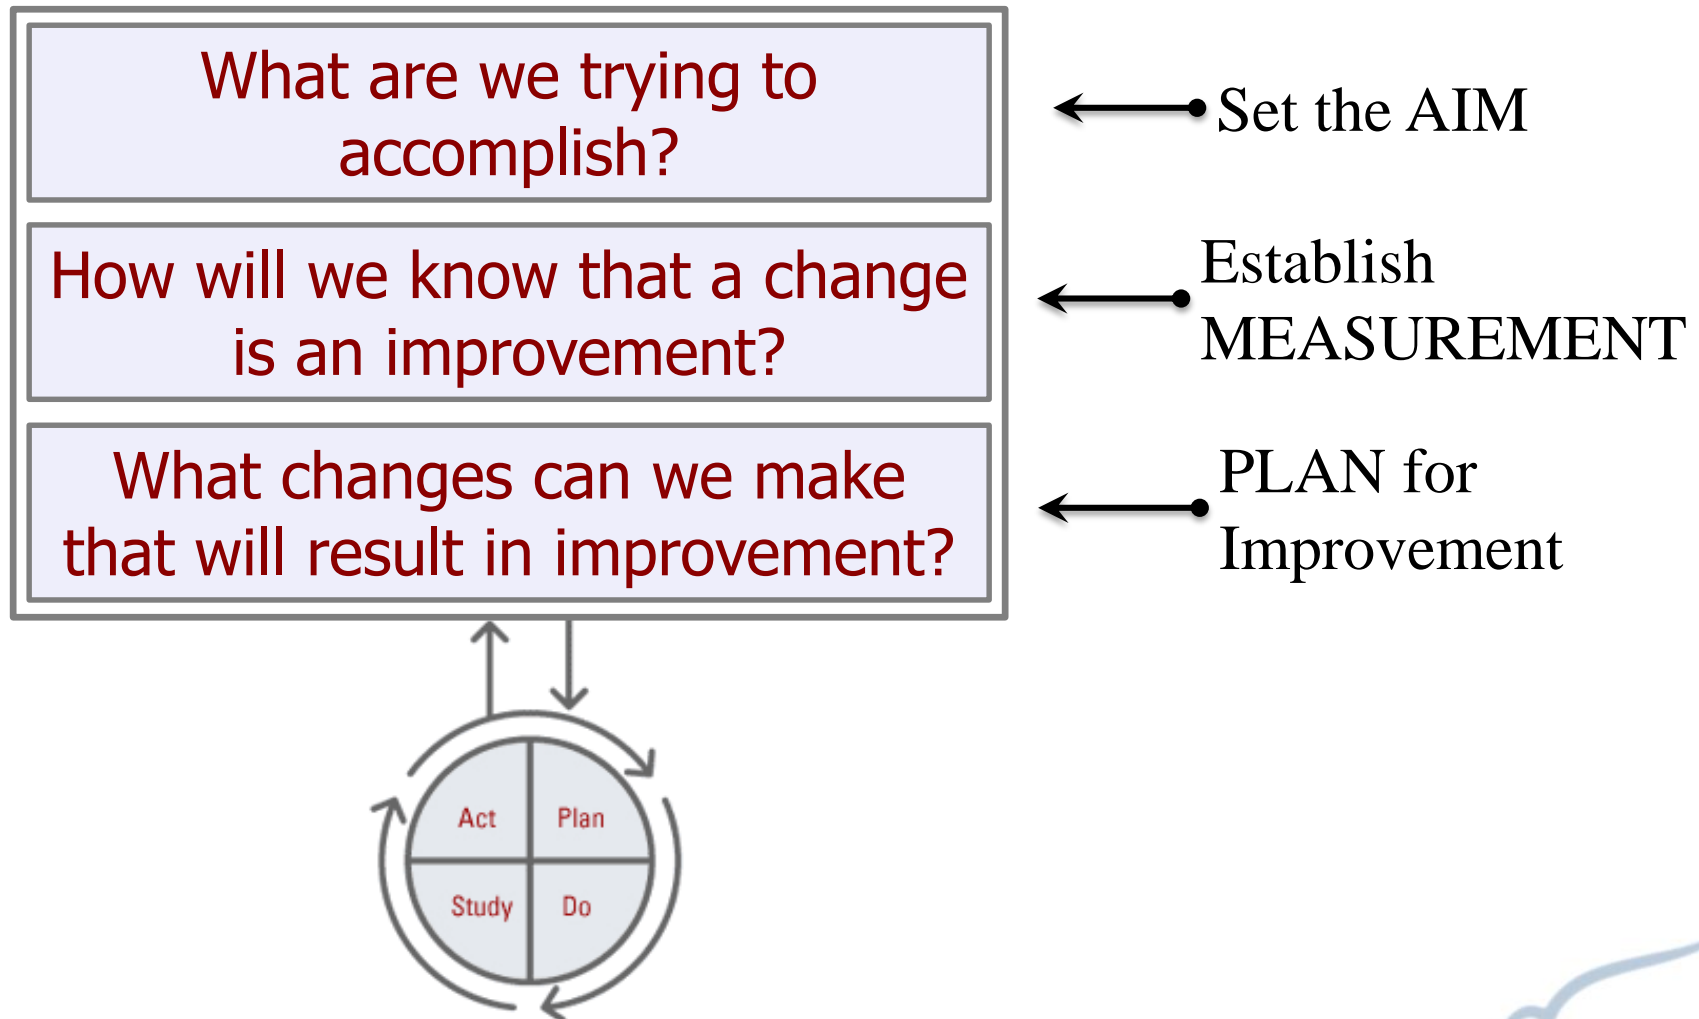 What are we trying to
accomplish?
Set the AIM
How will we know that a change
is an improvement?
Establish
MEASUREMENT
What changes can we make
that will result in improvement?
PLAN for
Improvement
Act
Plan
Study
Do